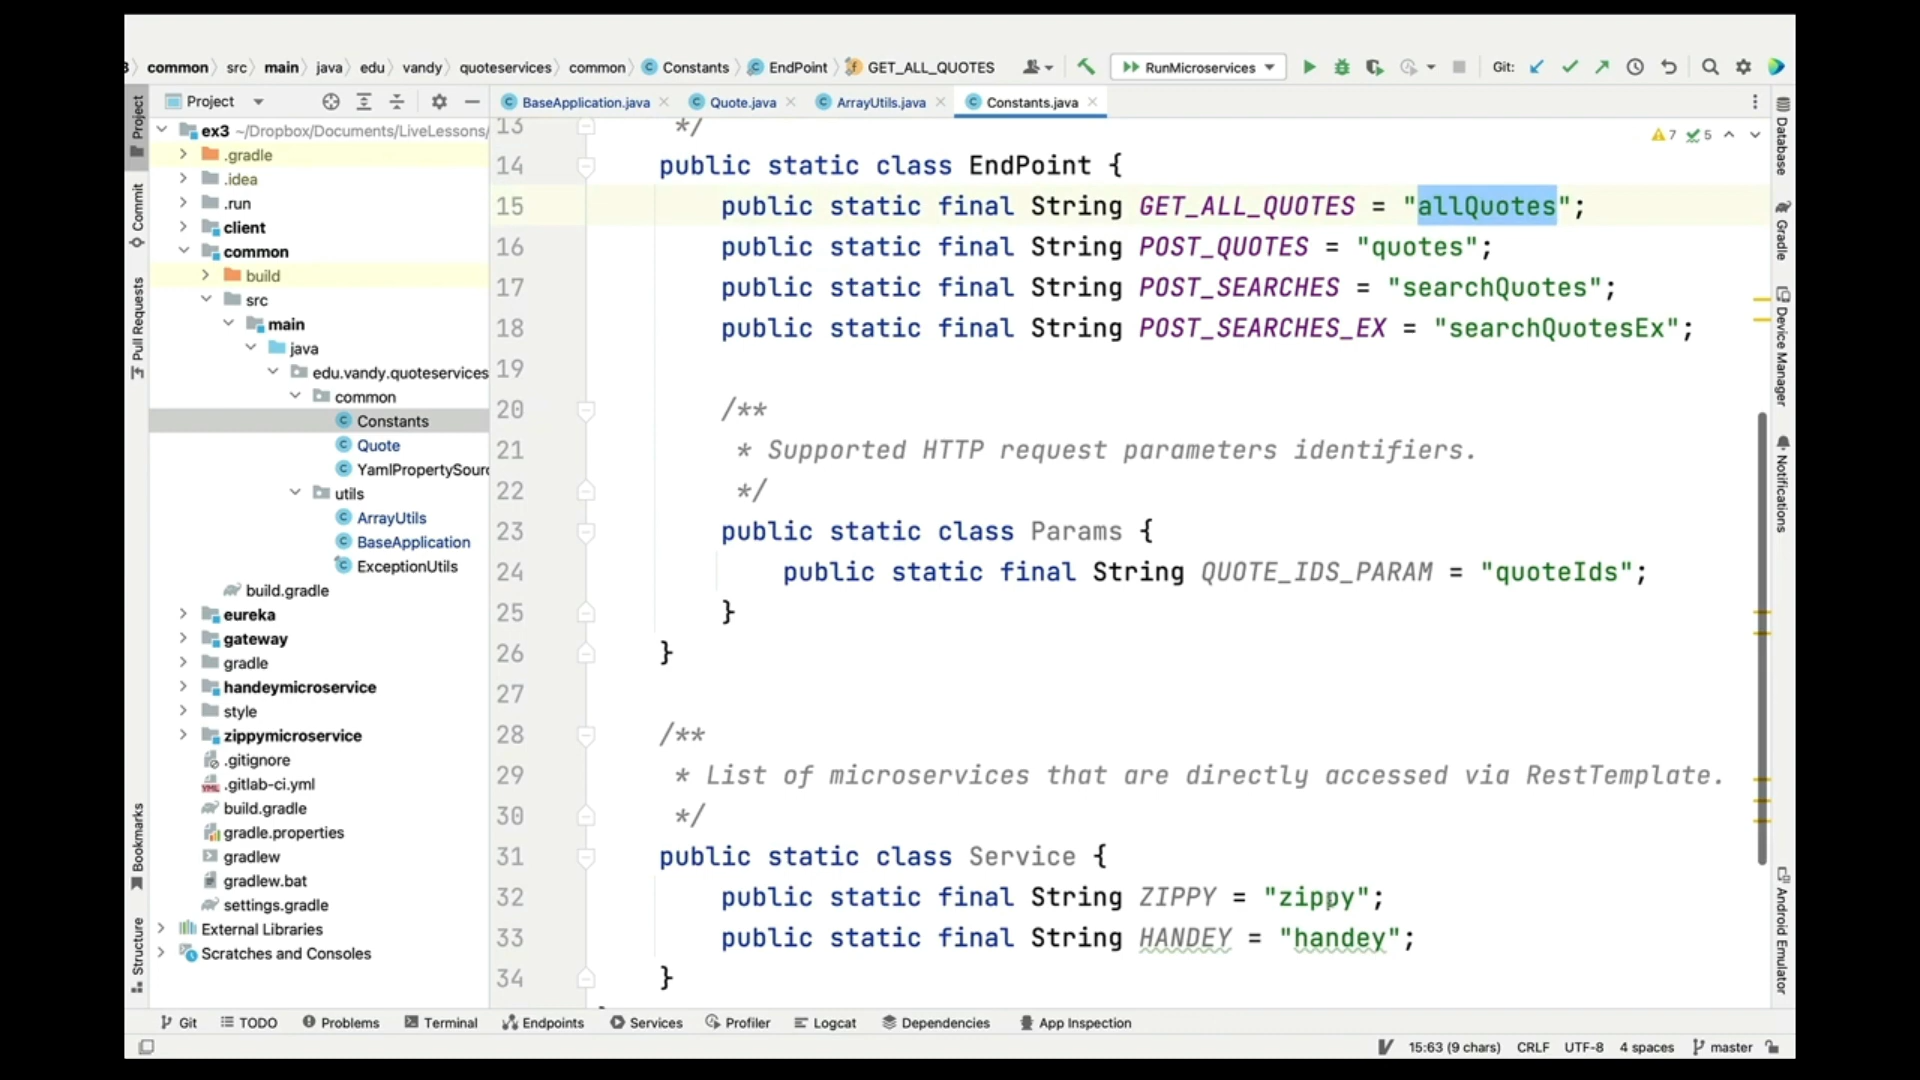 common src main java edu vandy quoteservices common Constants EndPoint GET_ALL_QUOTES RunMicroservices Git:
Project
BaseApplication.java Quote.java ArrayUtils.java Constants.java
Project
Commit
Pull Requests
Bookmarks
Structure
ex3 ~/Dropbox/Documents/LiveLessons/
.gradle
.idea
.run
client
common
build
src
main
java
edu.vandy.quoteservices
common
Constants
Quote
YamlPropertySourc
utils
ArrayUtils
BaseApplication
ExceptionUtils
build.gradle
eureka
gateway
gradle
handeymicroservice
style
zippymicroservice
.gitignore
.gitlab-ci.yml
build.gradle
gradle.properties
gradlew
gradlew.bat
settings.gradle
External Libraries
Scratches and Consoles
7 5
13 */
14 public static class EndPoint {
15 public static final String GET_ALL_QUOTES = "allQuotes";
16 public static final String POST_QUOTES = "quotes";
17 public static final String POST_SEARCHES = "searchQuotes";
18 public static final String POST_SEARCHES_EX = "searchQuotesEx";
19
20 /**
21 * Supported HTTP request parameters identifiers.
22 */
23 public static class Params {
24 public static final String QUOTE_IDS_PARAM = "quoteIds";
25 }
26 }
27
28 /**
29 * List of microservices that are directly accessed via RestTemplate.
30 */
31 public static class Service {
32 public static final String ZIPPY = "zippy";
33 public static final String HANDEY = "handey";
34 }
Database
Gradle
Device Manager
Notifications
Android Emulator
Git TODO Problems Terminal Endpoints Services Profiler Logcat Dependencies App Inspection
15:63 (9 chars) CRLF UTF-8 4 spaces master